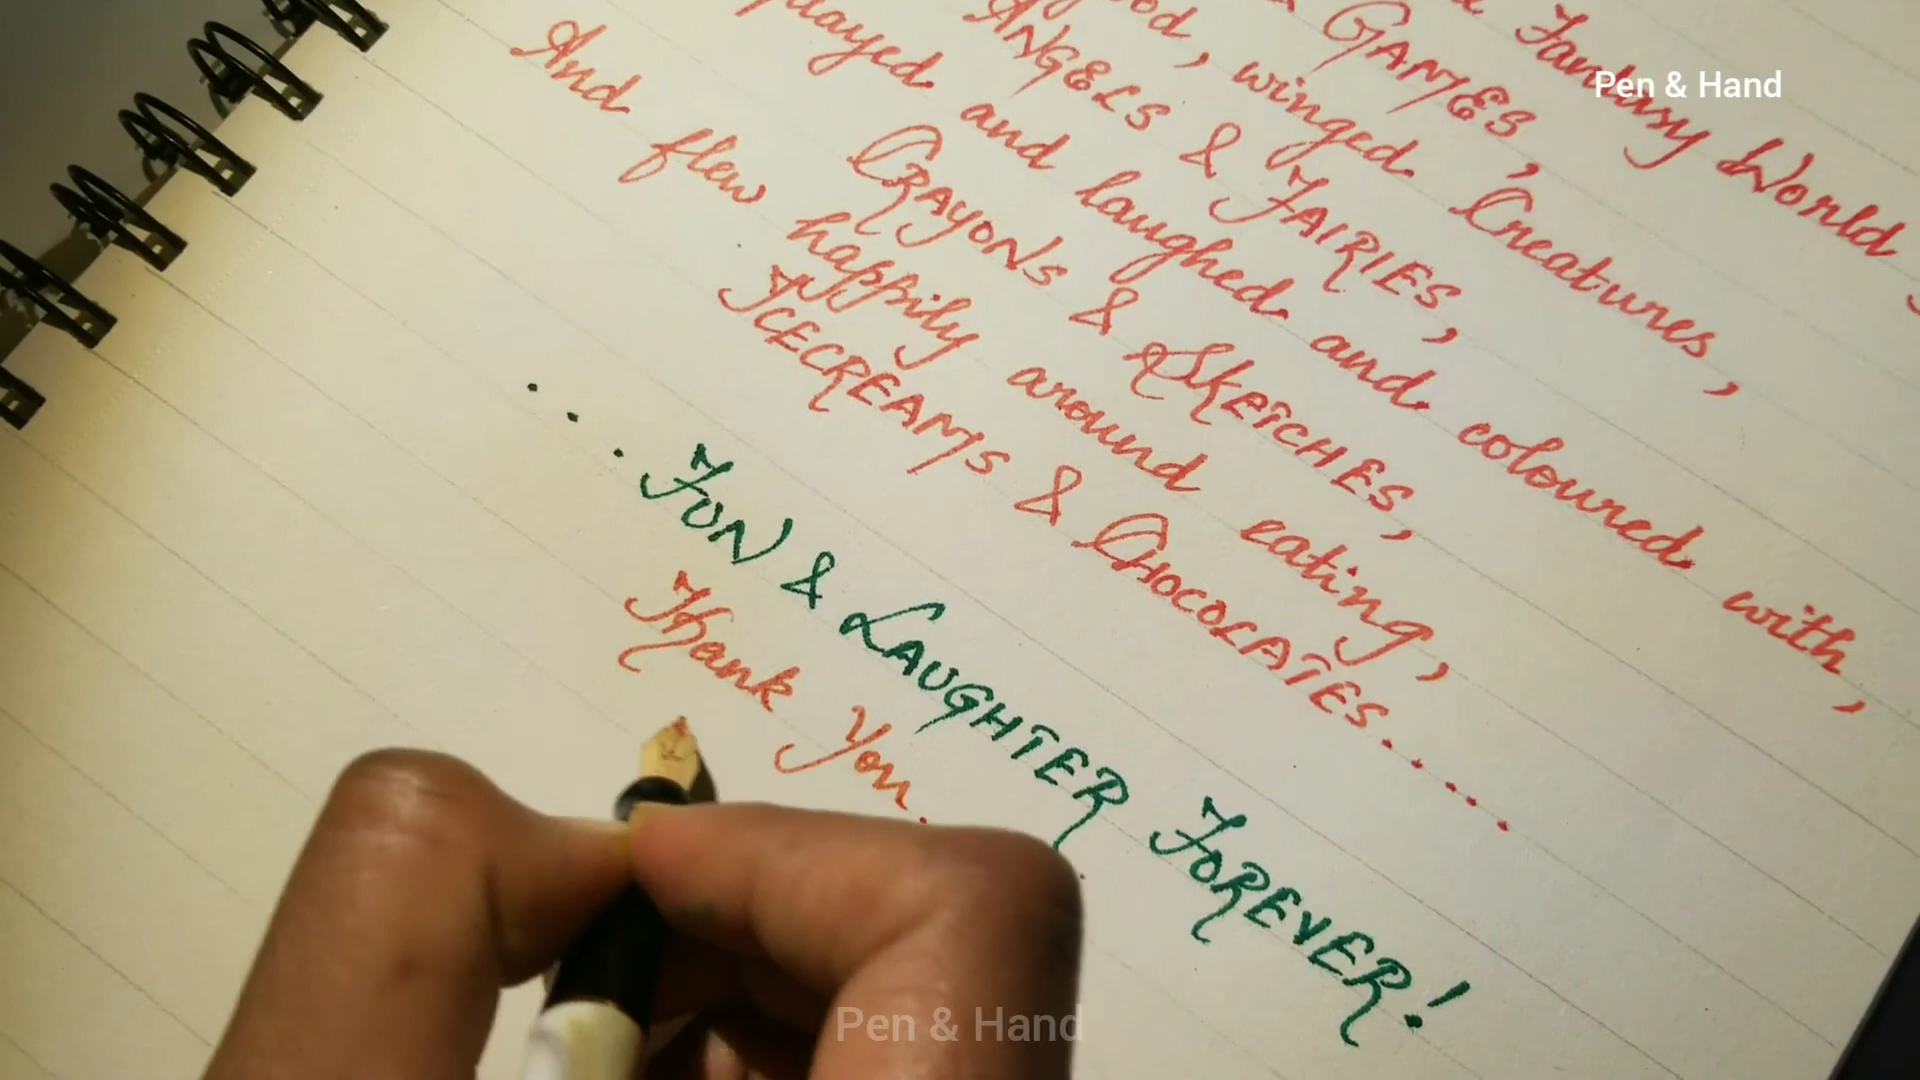 Fantasy World
GAMES,
winged Creatures,
ANGELS & FAIRIES,
played and laughed and coloured with,
CRAYONS & SKETCHES,
And flew happily around eating,
ICECREAMS & CHOCOLATES....
...FUN & LAUGHTER FOREVER!
Thank You.
Pen & Hand
Pen & Hand